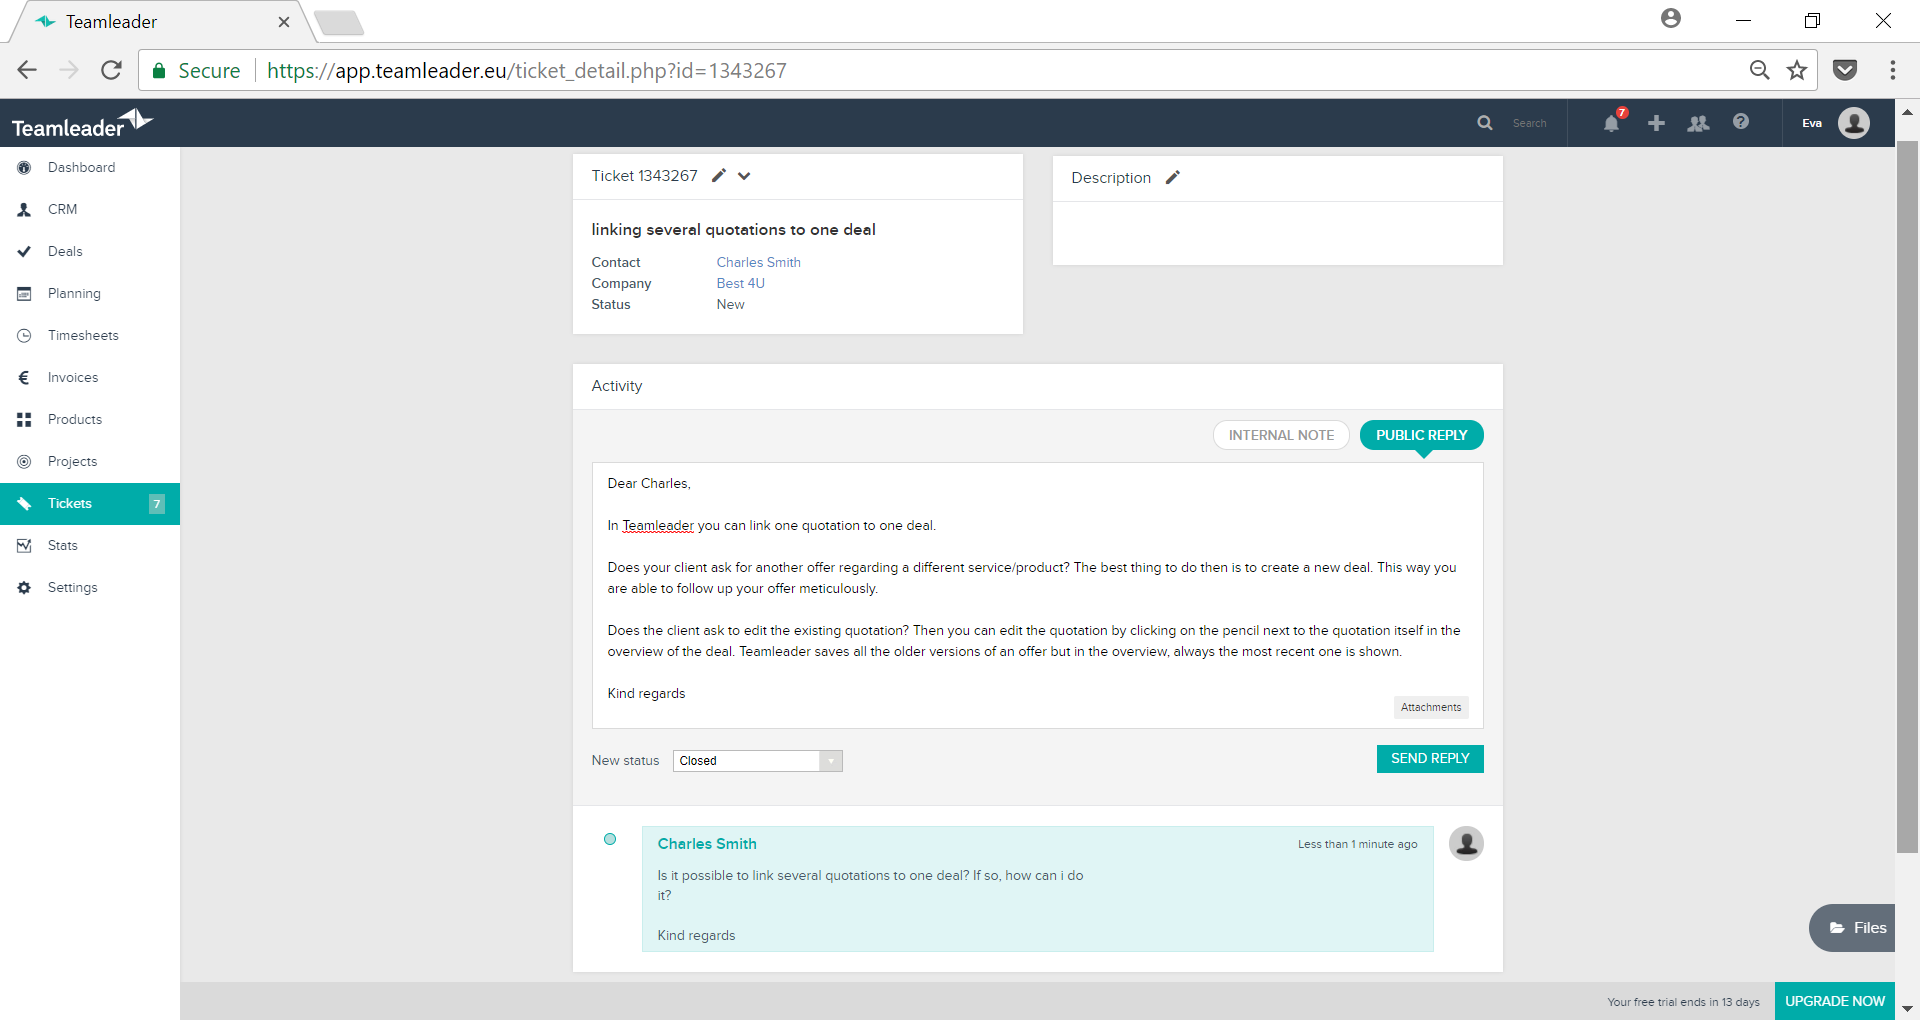 Teamleader
Secure https://app.teamleader.eu/ticket_detail.php?id=1343267
Teamleader
Search
7
Eva
Dashboard
CRM
Deals
Planning
Timesheets
Invoices
Products
Projects
Tickets 7
Stats
Settings
Ticket 1343267
linking several quotations to one deal
Contact Charles Smith
Company Best 4U
Status New
Description
Activity
INTERNAL NOTE PUBLIC REPLY
Dear Charles,
In Teamleader you can link one quotation to one deal.
Does your client ask for another offer regarding a different service/product? The best thing to do then is to create a new deal. This way you
are able to follow up your offer meticulously.
Does the client ask to edit the existing quotation? Then you can edit the quotation by clicking on the pencil next to the quotation itself in the
overview of the deal. Teamleader saves all the older versions of an offer but in the overview, always the most recent one is shown.
Kind regards
Attachments
New status Closed
SEND REPLY
Charles Smith Less than 1 minute ago
Is it possible to link several quotations to one deal? If so, how can i do
it?
Kind regards
Files
Your free trial ends in 13 days
UPGRADE NOW